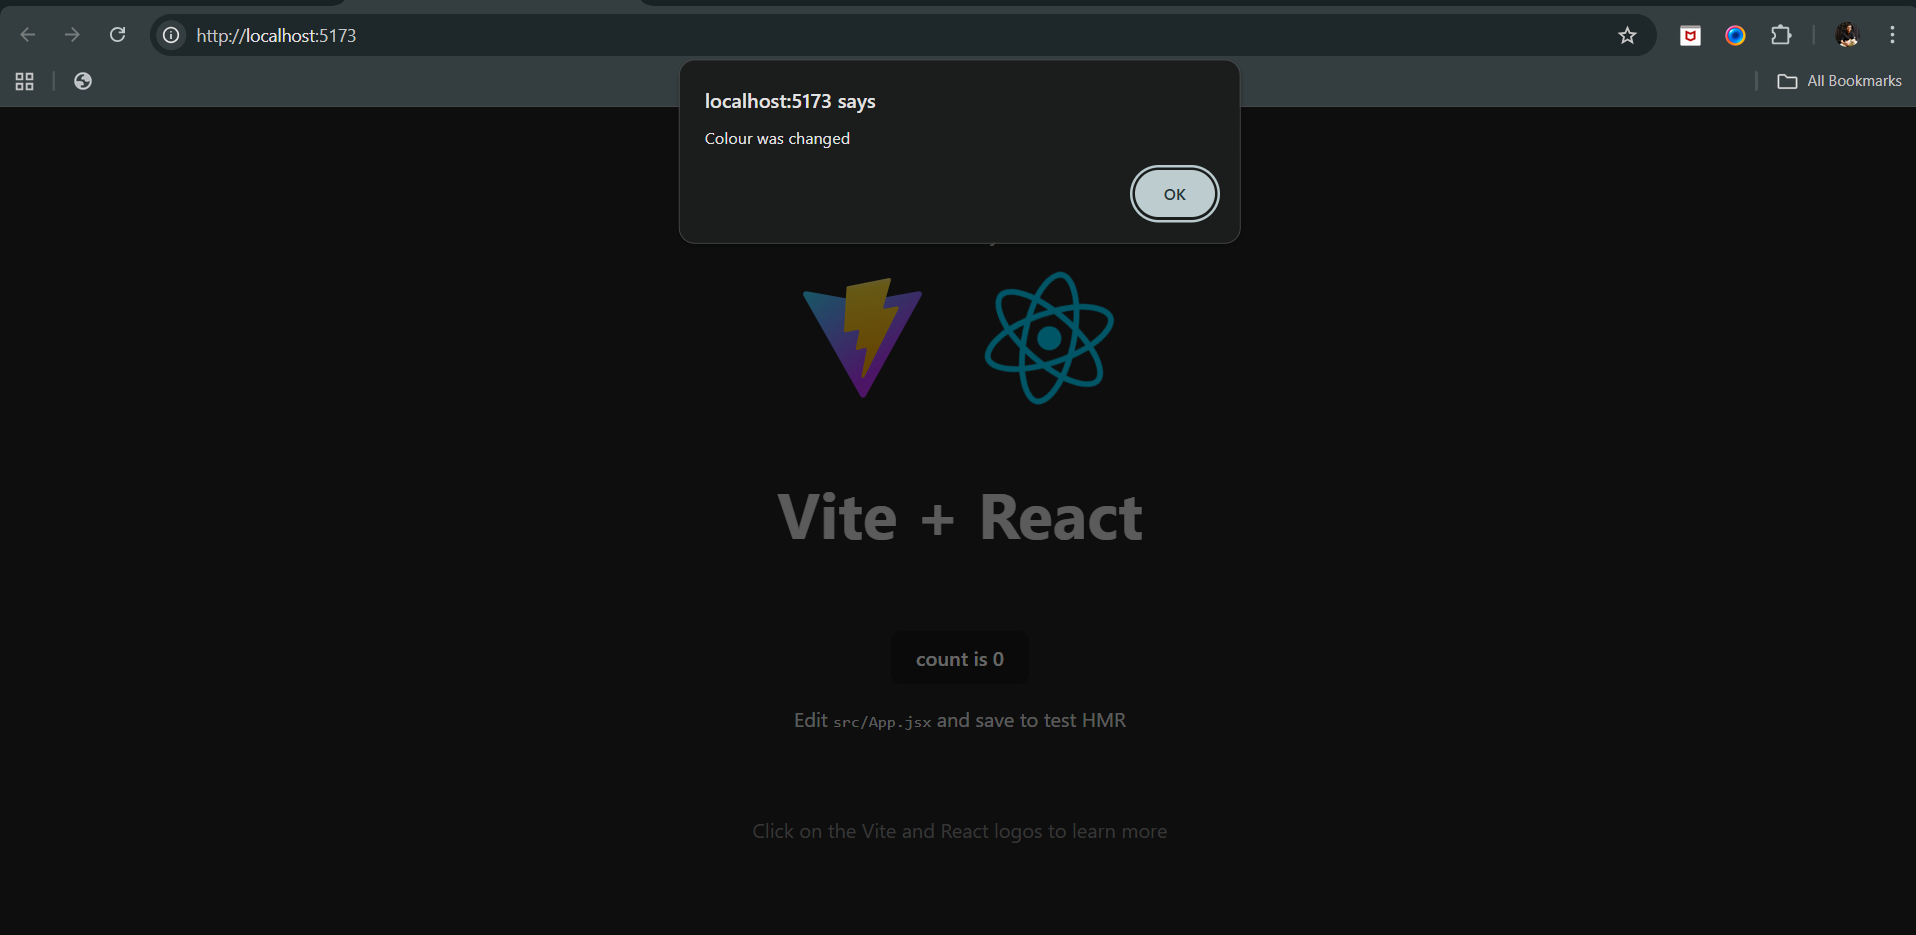 http://localhost:5173
All Bookmarks
localhost:5173 says
Colour was changed
OK
Vite + React
count is 0
Edit src/App.jsx and save to test HMR
Click on the Vite and React logos to learn more